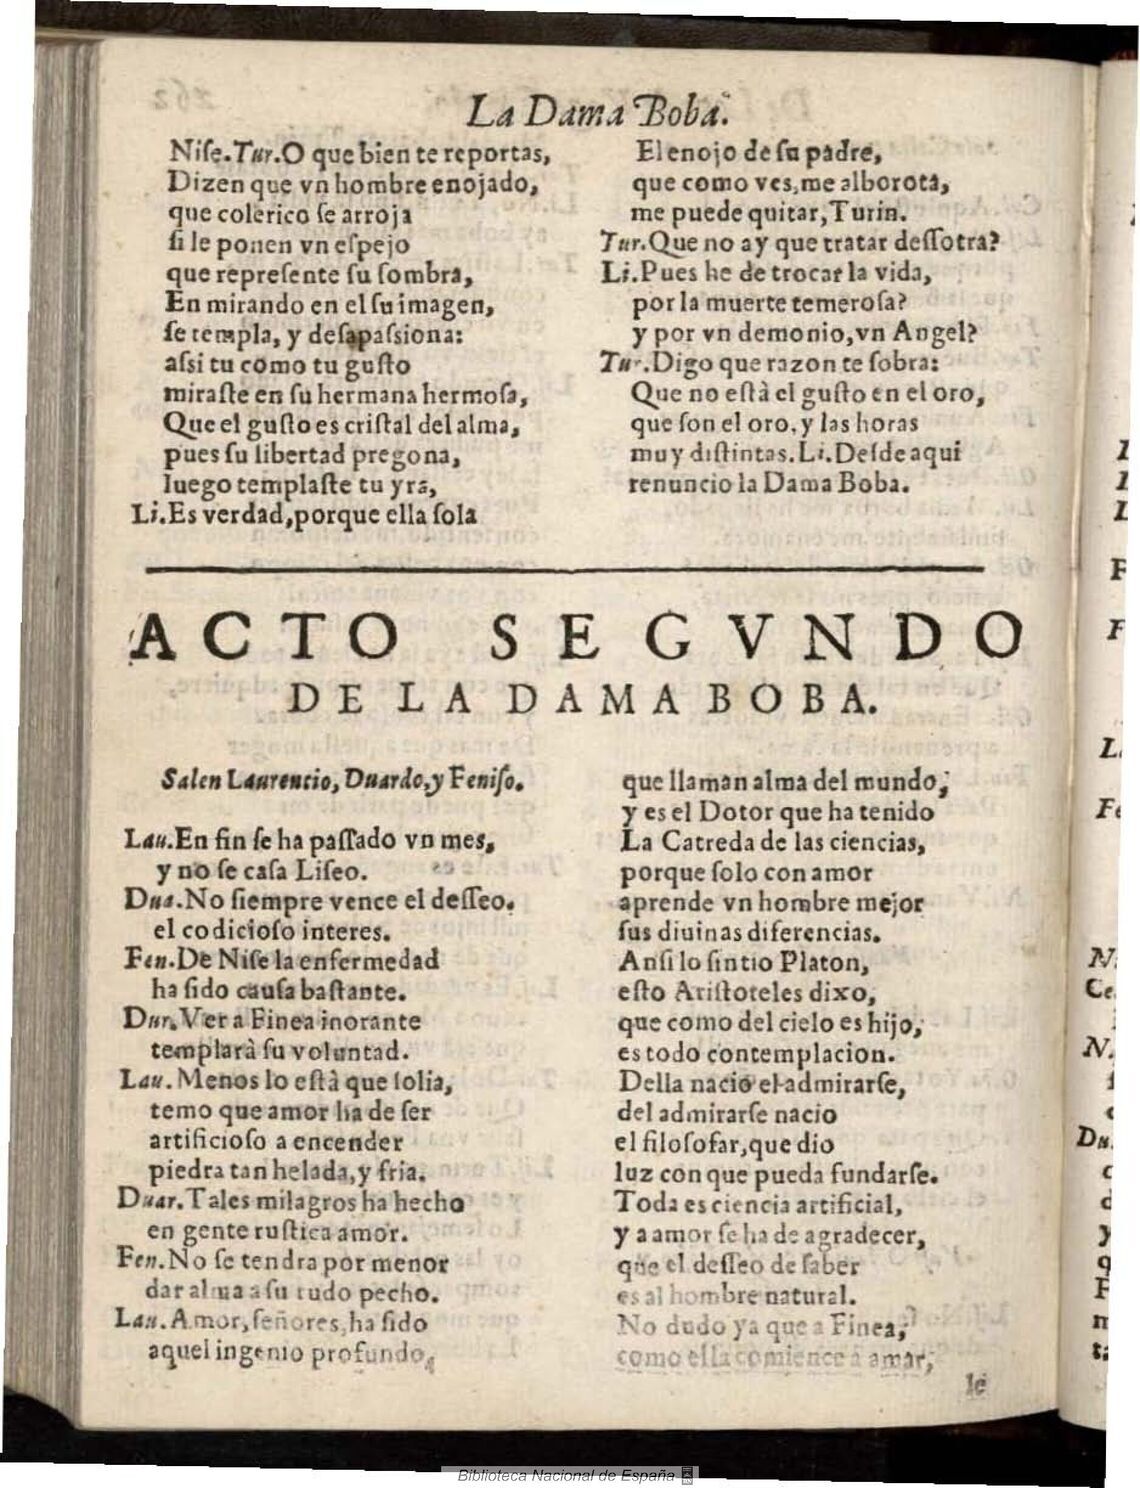 La Dama Boba.
Nise.Tur.O que bien te reportas,
Dizen que vn hombre enojado,
que colerico se arroja
si le ponen vn espejo
que represente su sombra,
En mirando en el su imagen,
se templa, y desapassiona:
assi tu como tu gusto
miraste en su hermana hermosa,
Que el gusto es cristal del alma,
pues su libertad pregona,
luego templaste tu yra,
Li.Es verdad,porque ella sola
El enojo de su padre,
que como ves,me alborota,
me puede quitar,Turin.
Tur.Que no ay que tratar dessotra?
Li.Pues he de trocar la vida,
por la muerte temerosa?
y por vn demonio,vn Angel?
Tur.Digo que razon te sobra:
Que no està el gusto en el oro,
que son el oro,y las horas
muy distintas.Li.Desde aqui
renuncio la Dama Boba.
ACTO SEGVNDO
DE LA DAMA BOBA.
Salen Laurencio, Duardo,y Feniso.
Lau.En fin se ha passado vn mes,
y no se casa Liseo.
Dua.No siempre vence el desseo.
el codicioso interes.
Fen.De Nise la enfermedad
ha sido causa bastante.
Dur.Ver a Finea inorante
templarà su voluntad.
Lau.Menos lo està que solia,
temo que amor ha de ser
artificioso a encender
piedra tan helada,y fria.
Duar.Tales milagros ha hecho
en gente rustica amor.
Fen.No se tendra por menor
dar alma a su rudo pecho.
Lau.Amor,señores,ha sido
aquel ingenio profundo,
que llaman alma del mundo;
y es el Dotor que ha tenido
La Catreda de las ciencias,
porque solo con amor
aprende vn hombre mejor
sus diuinas diferencias.
Ansi lo sintio Platon,
esto Aristoteles dixo,
que como del cielo es hijo,
es todo contemplacion.
Della nació el admirarse,
del admirarse nacio
el filosofar,que dio
luz con que pueda fundarse.
Toda es ciencia artificial,
y a amor se ha de agradecer,
que el desseo de saber
es al hombre natural.
No dudo ya que a Finea,
como ella comience a amar,
le
Biblioteca Nacional de España